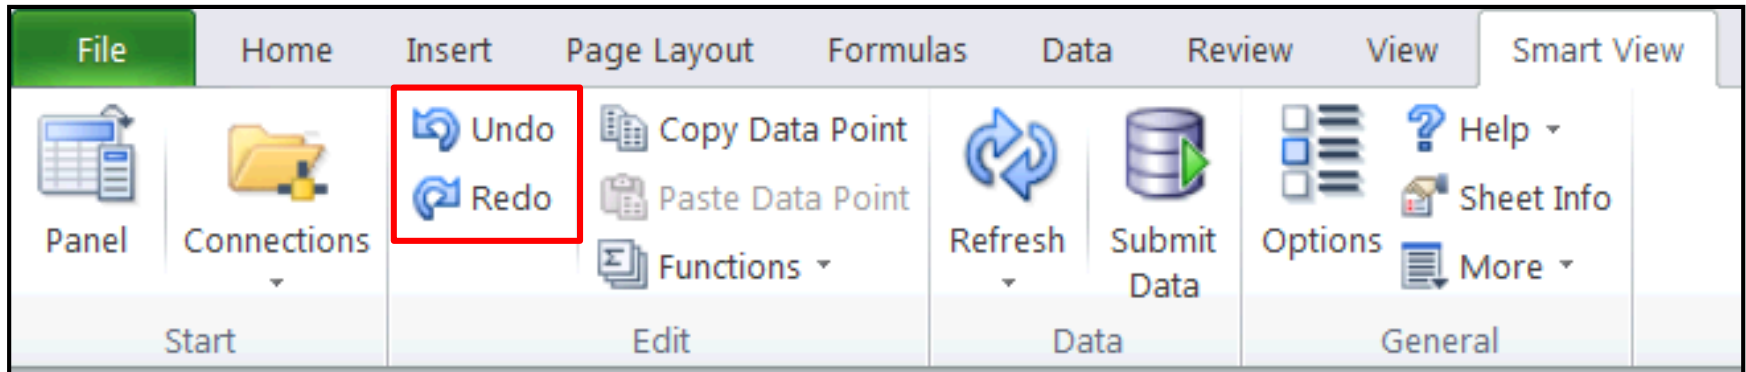 File Home Insert Page Layout Formulas Data Review View Smart View
Panel
Connections
Undo
Redo
Copy Data Point
Paste Data Point
Functions
Refresh
Submit
Data
Options
Help
Sheet Info
More
Start Edit Data General